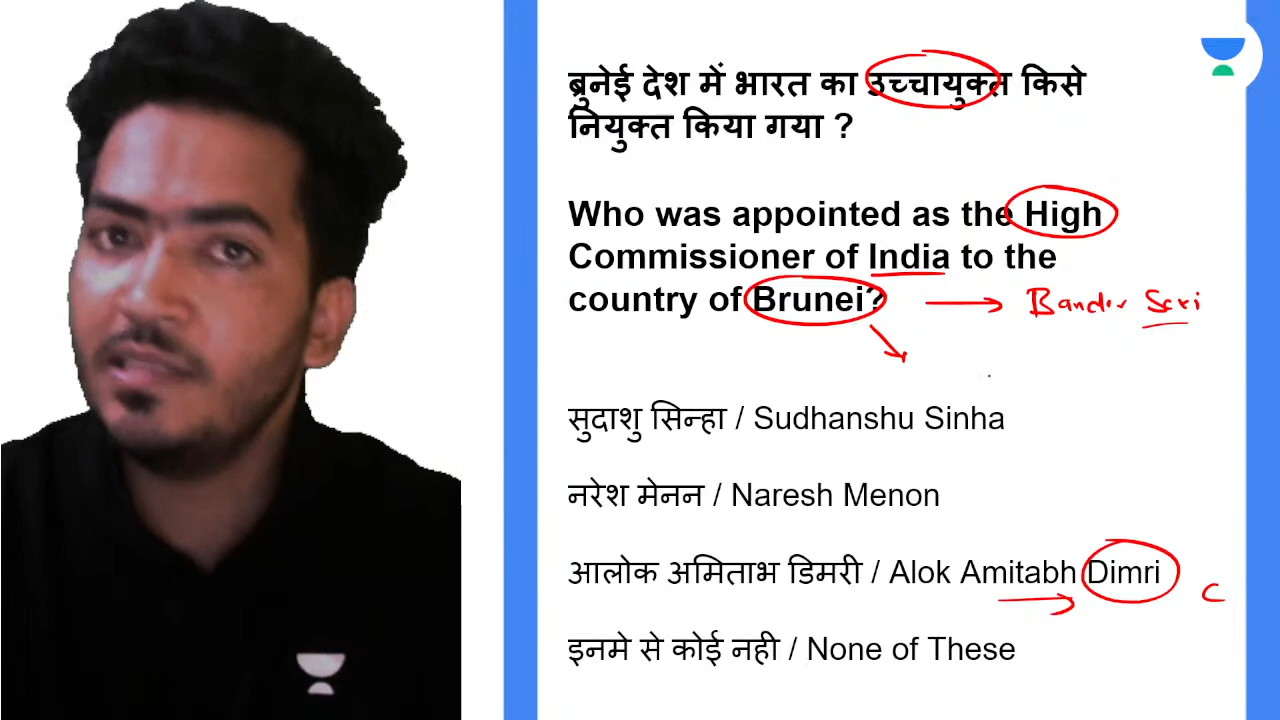 ब्रुनेई देश में भारत का उच्चायुक्त किसे
नियुक्त किया गया ?
Who was appointed as the High
Commissioner of India to the
country of Brunei?
Bander Seri
सुदाशु सिन्हा / Sudhanshu Sinha
नरेश मेनन / Naresh Menon
आलोक अमिताभ डिमरी / Alok Amitabh Dimri
C
इनमे से कोई नही / None of These